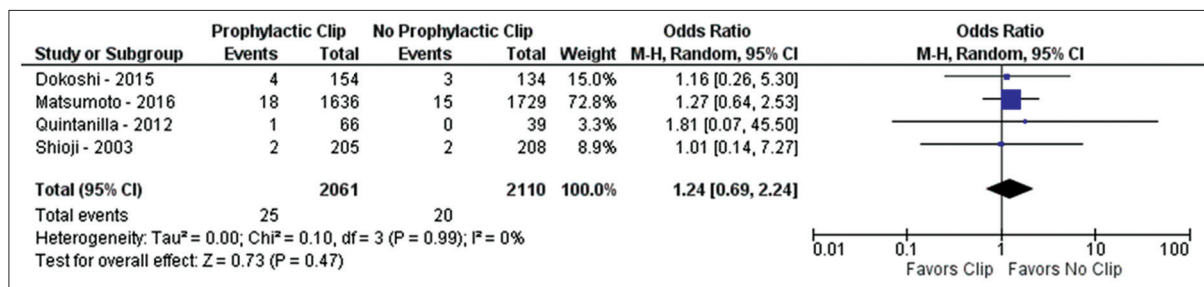 Prophylactic Clip No Prophylactic Clip Odds Ratio Odds Ratio
Study or Subgroup Events Total Events Total Weight M-H, Random, 95% CI M-H, Random, 95% CI
Dokoshi - 2015 4 154 3 134 15.0% 1.16 [0.26, 5.30]
Matsumoto - 2016 18 1636 15 1729 72.8% 1.27 [0.64, 2.53]
Quintanilla - 2012 1 66 0 39 3.3% 1.81 [0.07, 45.50]
Shioji - 2003 2 205 2 208 8.9% 1.01 [0.14, 7.27]
Total (95% CI) 2061 2110 100.0% 1.24 [0.69, 2.24]
Total events 25 20
Heterogeneity: Tau² = 0.00; Chi² = 0.10, df = 3 (P = 0.99); I² = 0%
Test for overall effect: Z = 0.73 (P = 0.47)
0.01 0.1 1 10 100
Favors Clip Favors No Clip